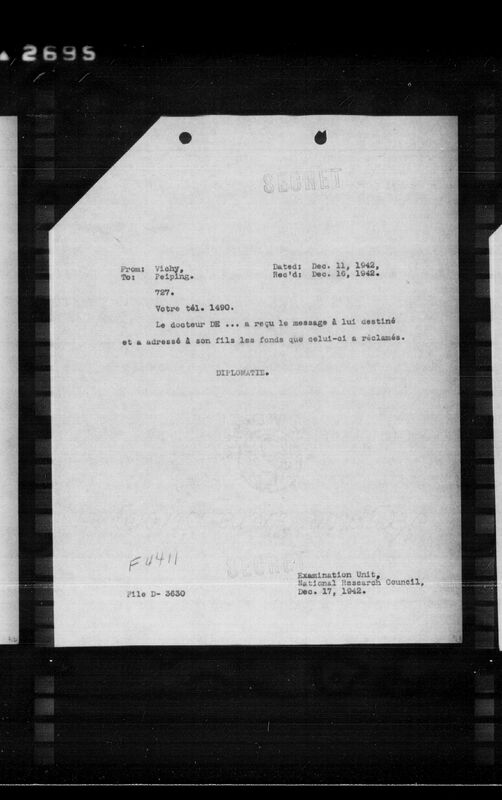 2695
SECRET
From: Vichy, Dated: Dec. 11, 1942,
To: Peiping. Rec'd: Dec. 16, 1942.
727.
Votre tél. 1490.
Le docteur DE ... a reçu le message à lui destiné
et a adressé à son fils les fonds que celui-ci a réclamés.
DIPLOMATIE.
F 4411
SECRET
Examination Unit,
National Research Council,
File D- 3630 Dec. 17, 1942.